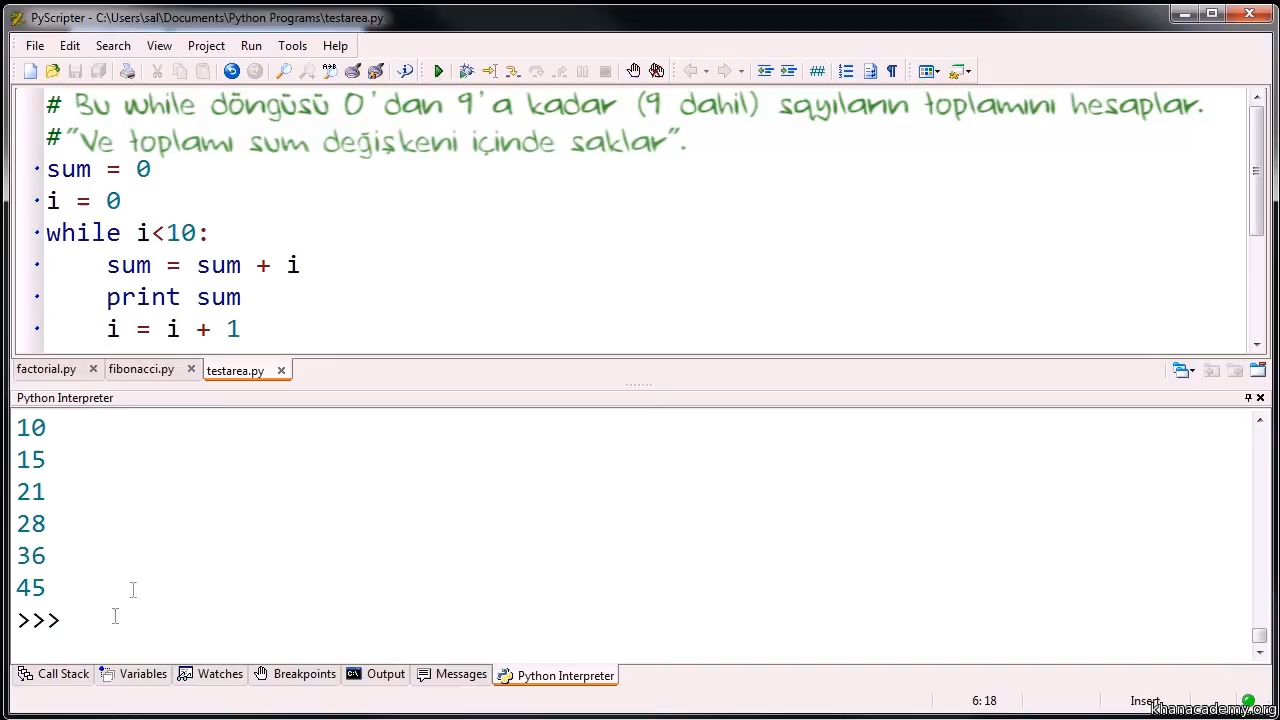 PyScripter - C:\Users\sal\Documents\Python Programs\testarea.py
File Edit Search View Project Run Tools Help
# Bu while döngüsü 0'dan 9'a kadar (9 dahil) sayıların toplamını hesaplar.
#"Ve toplamı sum değişkeni içinde saklar".
sum = 0
i = 0
while i<10:
    sum = sum + i
    print sum
    i = i + 1
factorial.py fibonacci.py testarea.py
Python Interpreter
10
15
21
28
36
45
>>>
Call Stack Variables Watches Breakpoints Output Messages Python Interpreter
6: 18 Insert
khanacademy.org